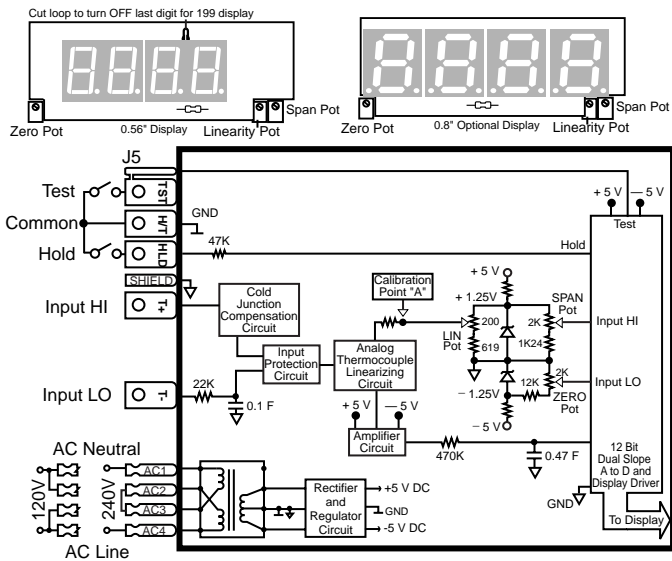 Cut loop to turn OFF last digit for 199 display
Zero Pot
0.56" Display
Linearity Pot
Span Pot
Zero Pot
0.8" Optional Display
Linearity Pot
Span Pot
J5
Test
TST
Common
H/T
GND
Hold
HLD
47K
Hold
+ 5 V
— 5 V
Test
SHIELD
Input HI
T+
Cold
Junction
Compensation
Circuit
Calibration
Point "A"
+ 5 V
+ 1.25V
LIN
Pot
200
619
SPAN
Pot
2K
1K24
Input HI
Input
Protection
Circuit
Analog
Thermocouple
Linearizing
Circuit
Input LO
T-
22K
0.1 F
– 1.25V
12K
2K
ZERO
Pot
Input LO
– 5 V
+ 5 V
— 5 V
Amplifier
Circuit
470K
0.47 F
12 Bit
Dual Slope
A to D and
Display Driver
GND
To Display
AC Neutral
120V
240V
AC1
AC2
AC3
AC4
AC Line
Rectifier
and
Regulator
Circuit
+5 V DC
GND
-5 V DC